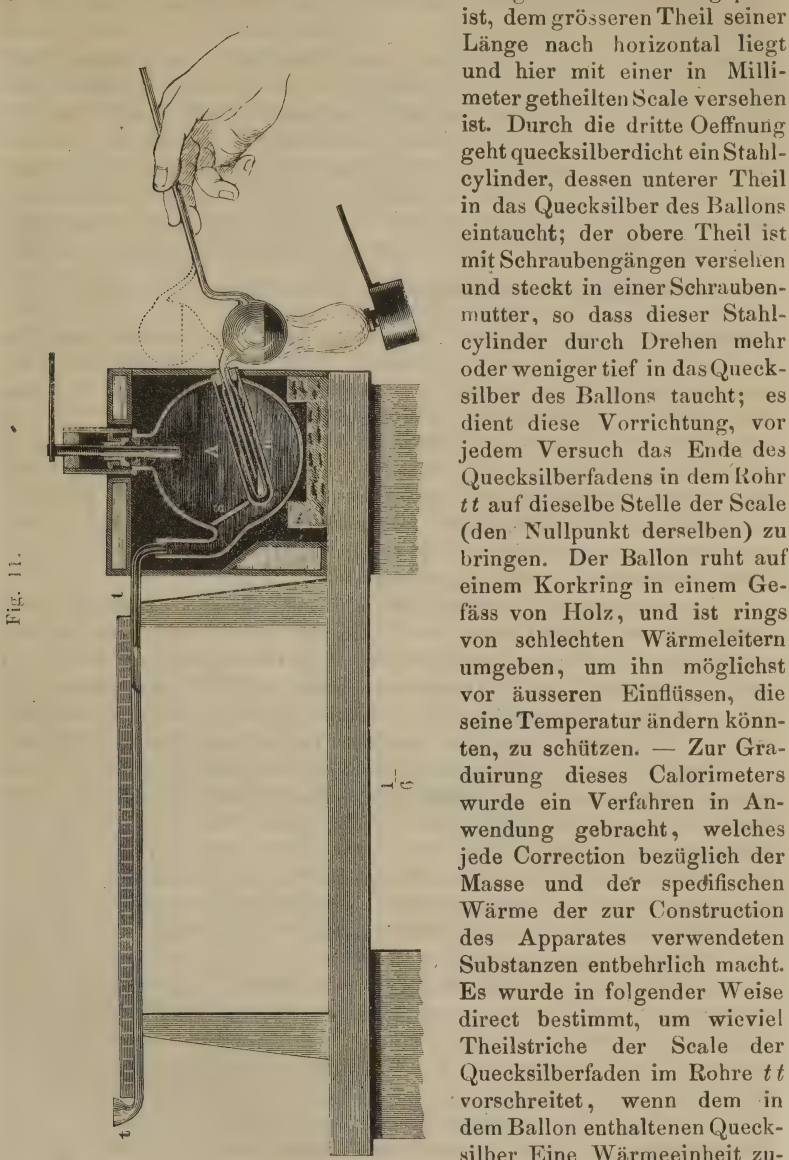 ist, dem grösseren Theil seiner
Länge nach horizontal liegt
und hier mit einer in Milli-
meter getheilten Scale versehen
ist. Durch die dritte Oeffnung
geht quecksilberdicht ein Stahl-
cylinder, dessen unterer Theil
in das Quecksilber des Ballons
eintaucht; der obere Theil ist
mit Schraubengängen versehen
und steckt in einer Schrauben-
mutter, so dass dieser Stahl-
cylinder durch Drehen mehr
oder weniger tief in das Queck-
silber des Ballons taucht; es
dient diese Vorrichtung, vor
jedem Versuch das Ende des
Quecksilberfadens in dem Rohr
tt auf dieselbe Stelle der Scale
(den Nullpunkt derselben) zu
bringen. Der Ballon ruht auf
einem Korkring in einem Ge-
fäss von Holz, und ist rings
von schlechten Wärmeleitern
umgeben, um ihn möglichst
vor äusseren Einflüssen, die
seine Temperatur ändern könn-
ten, zu schützen. — Zur Gra-
duirung dieses Calorimeters
wurde ein Verfahren in An-
wendung gebracht, welches
jede Correction bezüglich der
Masse und der spedifischen
Wärme der zur Construction
des Apparates verwendeten
Substanzen entbehrlich macht.
Es wurde in folgender Weise
direct bestimmt, um wieviel
Theilstriche der Scale der
Quecksilberfaden im Rohre tt
vorschreitet, wenn dem in
dem Ballon enthaltenen Queck-
silber Eine Wärmeeinheit zu-
Fig. 11.
t
t
A
1/6